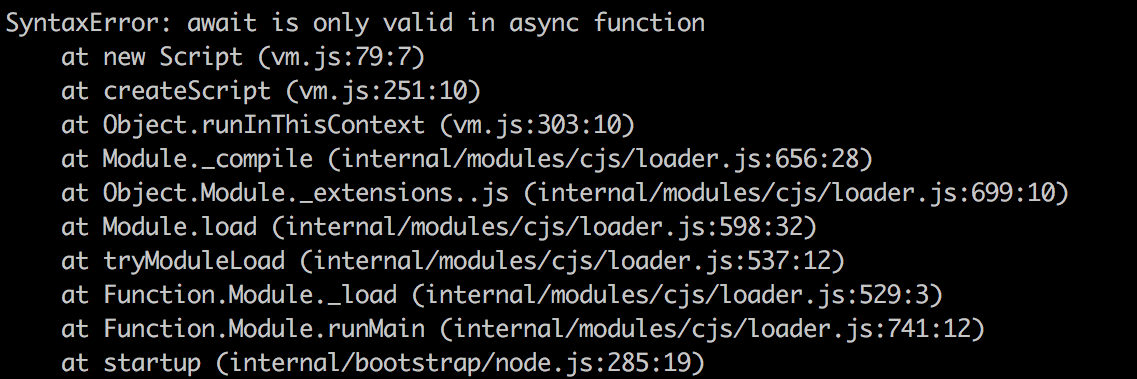 SyntaxError: await is only valid in async function
    at new Script (vm.js:79:7)
    at createScript (vm.js:251:10)
    at Object.runInThisContext (vm.js:303:10)
    at Module._compile (internal/modules/cjs/loader.js:656:28)
    at Object.Module._extensions..js (internal/modules/cjs/loader.js:699:10)
    at Module.load (internal/modules/cjs/loader.js:598:32)
    at tryModuleLoad (internal/modules/cjs/loader.js:537:12)
    at Function.Module._load (internal/modules/cjs/loader.js:529:3)
    at Function.Module.runMain (internal/modules/cjs/loader.js:741:12)
    at startup (internal/bootstrap/node.js:285:19)